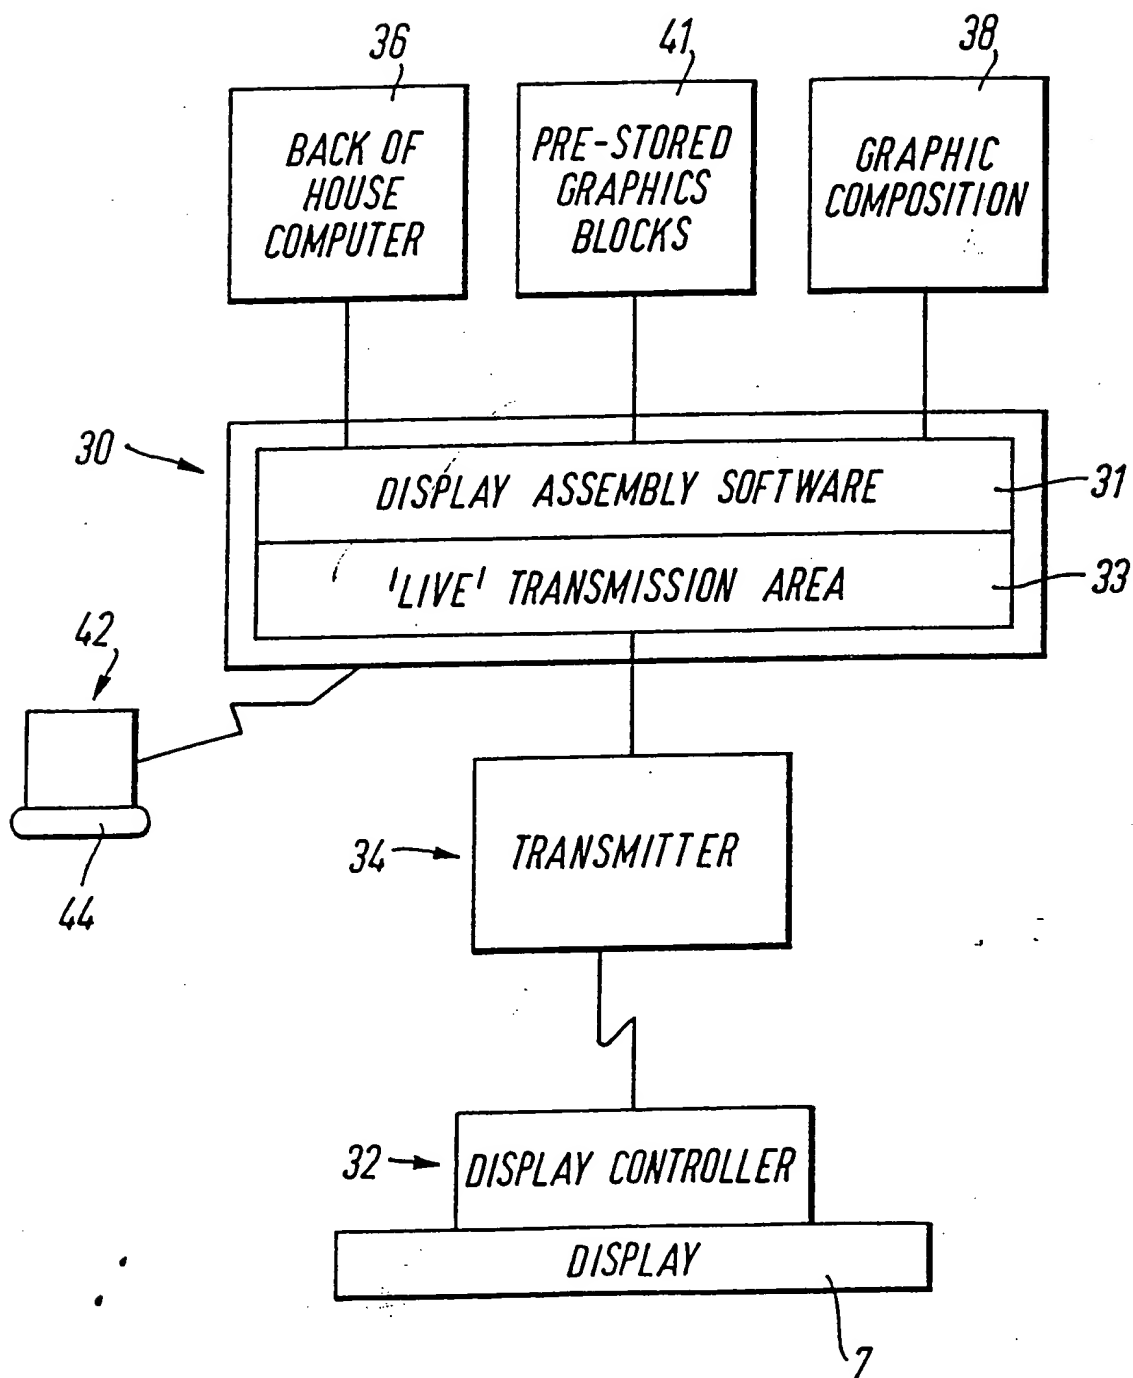 36
41
38
BACK OF
HOUSE
COMPUTER
PRE-STORED
GRAPHICS
BLOCKS
GRAPHIC
COMPOSITION
30
DISPLAY ASSEMBLY SOFTWARE
31
'LIVE' TRANSMISSION AREA
33
42
44
34
TRANSMITTER
32
DISPLAY CONTROLLER
DISPLAY
7